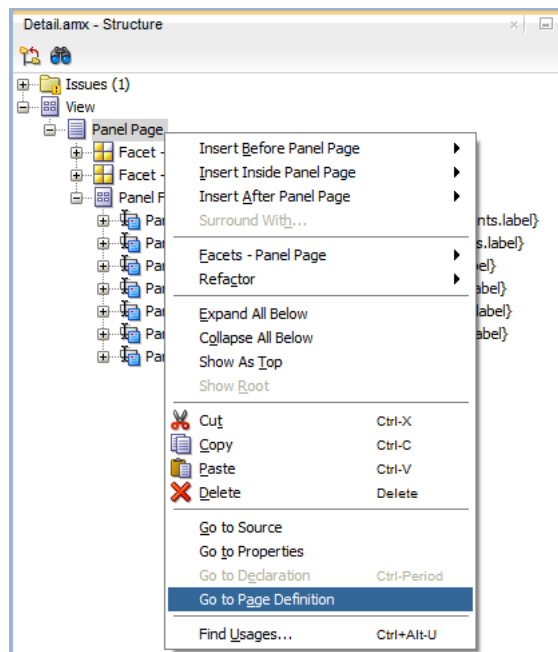 Detail.amx - Structure
Issues (1)
View
Panel Page
Facet -
Facet -
Panel F
Par
Par
Par
Par
Par
Par
Par
nts.label}
s.label}
el}
abel}
label}
abel}
Insert Before Panel Page
Insert Inside Panel Page
Insert After Panel Page
Surround With...
Facets - Panel Page
Refactor
Expand All Below
Collapse All Below
Show As Top
Show Root
Cut Ctrl-X
Copy Ctrl-C
Paste Ctrl-V
Delete Delete
Go to Source
Go to Properties
Go to Declaration Ctrl-Period
Go to Page Definition
Find Usages... Ctrl+Alt-U